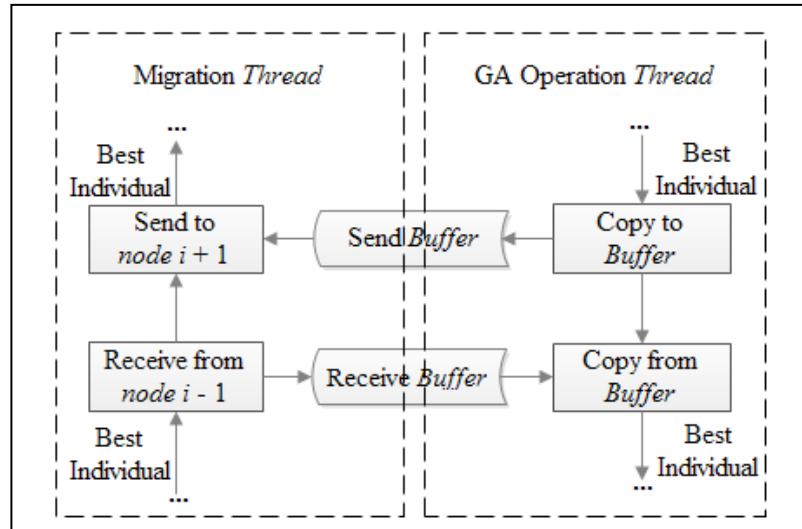 Migration Thread
...
Best
Individual
Send to
node i + 1
Receive from
node i - 1
Best
Individual
...
Send Buffer
Receive Buffer
GA Operation Thread
...
Best
Individual
Copy to
Buffer
Copy from
Buffer
Best
Individual
...